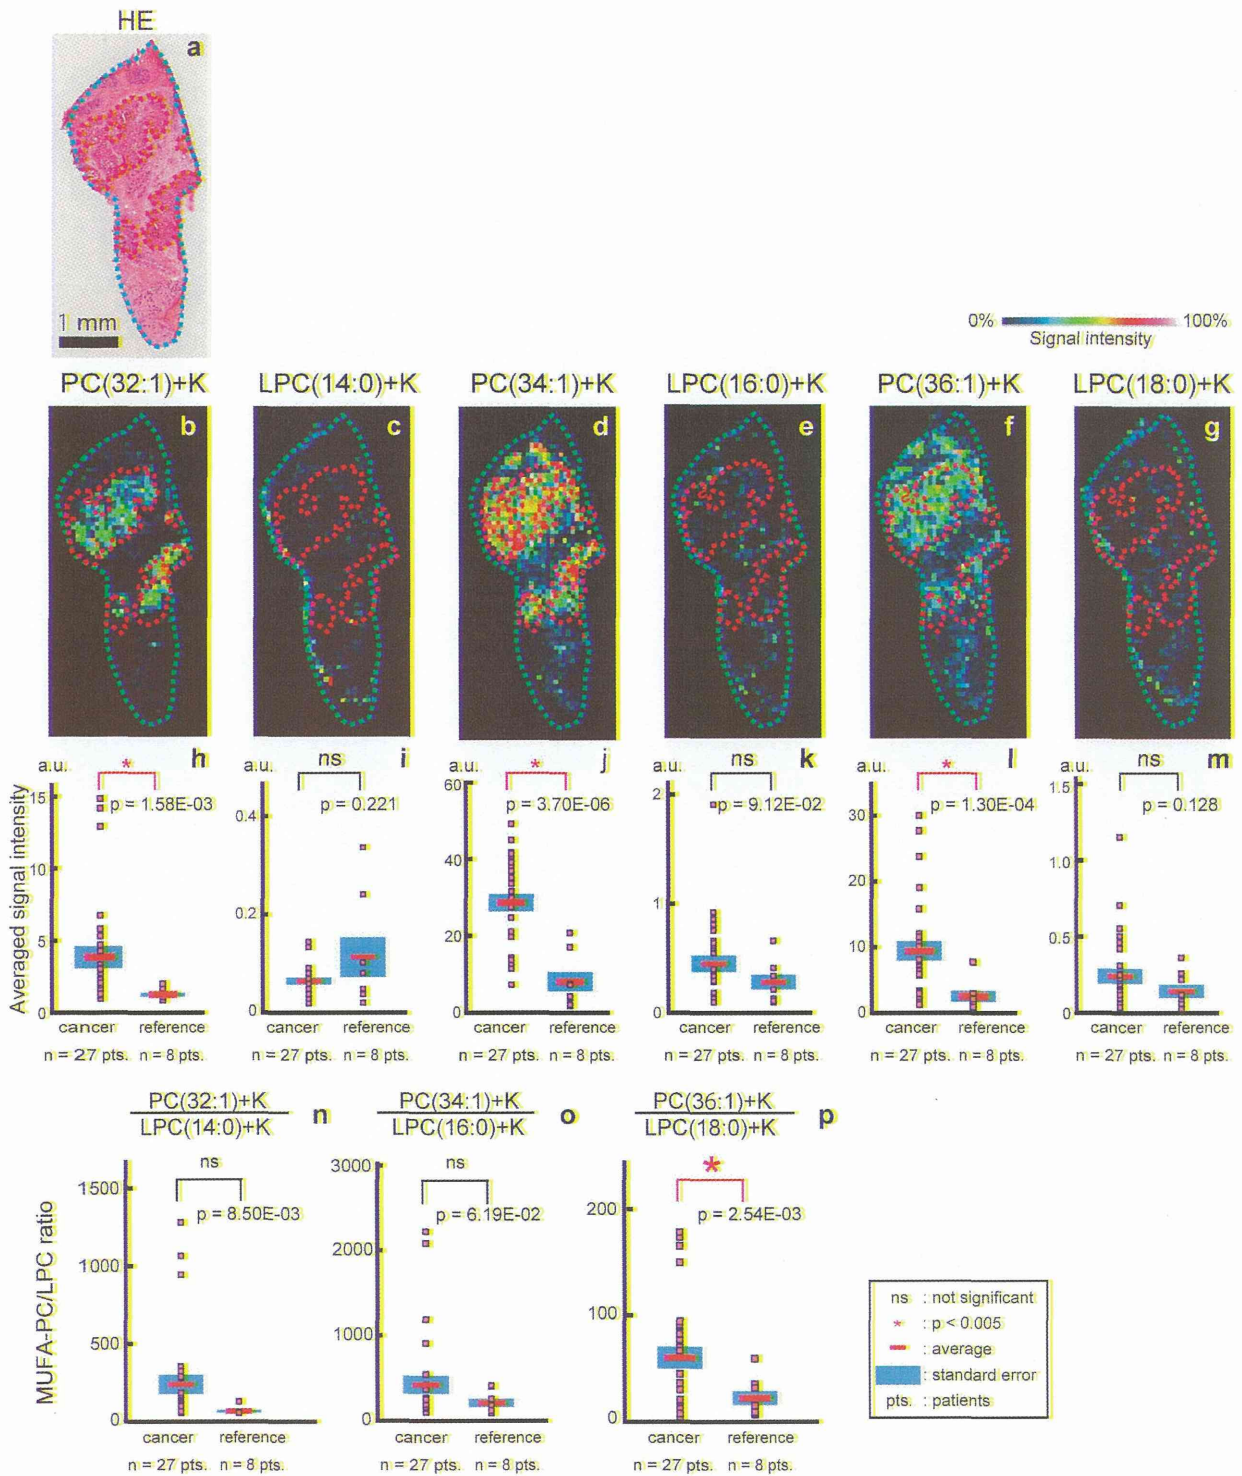 HE
a
1 mm
0% 100%
Signal intensity
PC(32:1)+K LPC(14:0)+K PC(34:1)+K LPC(16:0)+K PC(36:1)+K LPC(18:0)+K
b c d e f g
h i j k l m
a.u. a.u. a.u. a.u. a.u. a.u.
* ns * ns * ns
p = 1.58E-03 p = 0.221 p = 3.70E-06 p = 9.12E-02 p = 1.30E-04 p = 0.128
Averaged signal intensity
15 10 5 0
0.4 0.2 0
60 40 20 0
2 1 0
30 20 10 0
1.5 1.0 0.5 0
cancer reference cancer reference cancer reference cancer reference cancer reference cancer reference
n = 27 pts. n = 8 pts. n = 27 pts. n = 8 pts. n = 27 pts. n = 8 pts. n = 27 pts. n = 8 pts. n = 27 pts. n = 8 pts. n = 27 pts. n = 8 pts.
PC(32:1)+K n PC(34:1)+K o PC(36:1)+K p
LPC(14:0)+K LPC(16:0)+K LPC(18:0)+K
ns ns *
p = 8.50E-03 p = 6.19E-02 p = 2.54E-03
MUFA-PC/LPC ratio
1500 1000 500 0
3000 2000 1000 0
200 100 0
cancer reference cancer reference cancer reference
n = 27 pts. n = 8 pts. n = 27 pts. n = 8 pts. n = 27 pts. n = 8 pts.
ns : not significant
* : p < 0.005
: average
: standard error
pts. : patients